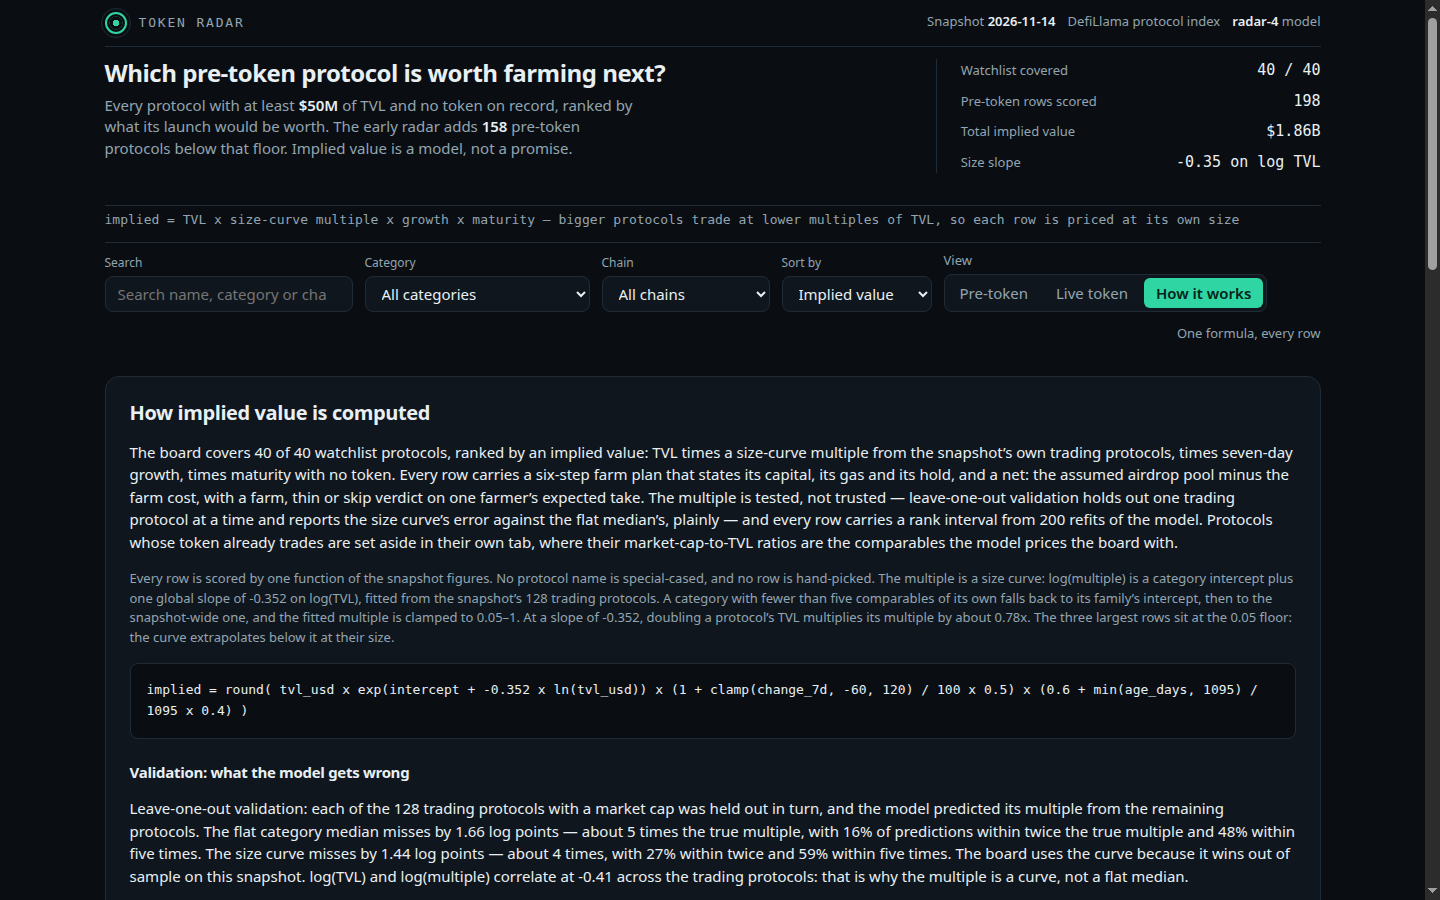 TOKEN RADAR
Snapshot 2026-11-14 DefiLlama protocol index radar-4 model
Which pre-token protocol is worth farming next?
Every protocol with at least $50M of TVL and no token on record, ranked by
what its launch would be worth. The early radar adds 158 pre-token
protocols below that floor. Implied value is a model, not a promise.
Watchlist covered 40 / 40
Pre-token rows scored 198
Total implied value $1.86B
Size slope -0.35 on log TVL
implied = TVL x size-curve multiple x growth x maturity — bigger protocols trade at lower multiples of TVL, so each row is priced at its own size
Search
Category
Chain
Sort by
View
Search name, category or cha
All categories
All chains
Implied value
Pre-token
Live token
How it works
One formula, every row
How implied value is computed
The board covers 40 of 40 watchlist protocols, ranked by an implied value: TVL times a size-curve multiple from the snapshot's own trading protocols, times seven-day
growth, times maturity with no token. Every row carries a six-step farm plan that states its capital, its gas and its hold, and a net: the assumed airdrop pool minus the
farm cost, with a farm, thin or skip verdict on one farmer's expected take. The multiple is tested, not trusted — leave-one-out validation holds out one trading
protocol at a time and reports the size curve's error against the flat median's, plainly — and every row carries a rank interval from 200 refits of the model. Protocols
whose token already trades are set aside in their own tab, where their market-cap-to-TVL ratios are the comparables the model prices the board with.
Every row is scored by one function of the snapshot figures. No protocol name is special-cased, and no row is hand-picked. The multiple is a size curve: log(multiple) is a category intercept plus
one global slope of -0.352 on log(TVL), fitted from the snapshot's 128 trading protocols. A category with fewer than five comparables of its own falls back to its family's intercept, then to the
snapshot-wide one, and the fitted multiple is clamped to 0.05–1. At a slope of -0.352, doubling a protocol's TVL multiplies its multiple by about 0.78x. The three largest rows sit at the 0.05 floor:
the curve extrapolates below it at their size.
implied = round( tvl_usd x exp(intercept + -0.352 x ln(tvl_usd)) x (1 + clamp(change_7d, -60, 120) / 100 x 0.5) x (0.6 + min(age_days, 1095) /
1095 x 0.4) )
Validation: what the model gets wrong
Leave-one-out validation: each of the 128 trading protocols with a market cap was held out in turn, and the model predicted its multiple from the remaining
protocols. The flat category median misses by 1.66 log points — about 5 times the true multiple, with 16% of predictions within twice the true multiple and 48% within
five times. The size curve misses by 1.44 log points — about 4 times, with 27% within twice and 59% within five times. The board uses the curve because it wins out of
sample on this snapshot. log(TVL) and log(multiple) correlate at -0.41 across the trading protocols: that is why the multiple is a curve, not a flat median.